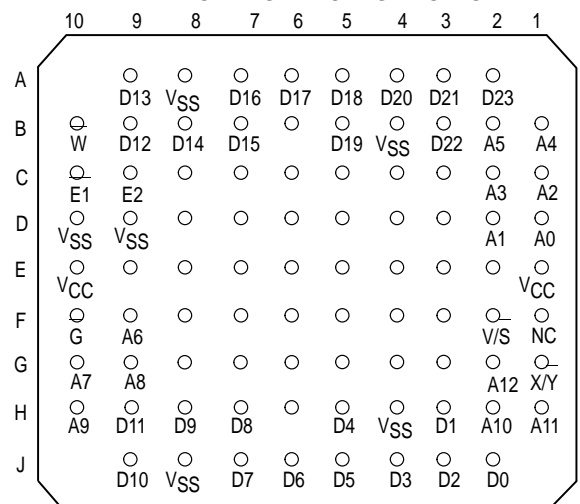 10 9 8 7 6 5 4 3 2 1
A
D13 VSS D16 D17 D18 D20 D21 D23
B
W D12 D14 D15 D19 VSS D22 A5 A4
C
E1 E2 A3 A2
D
VSS VSS A1 A0
E
VCC VCC
F
G A6 V/S NC
G
A7 A8 A12 X/Y
H
A9 D11 D9 D8 D4 VSS D1 A10 A11
J
D10 VSS D7 D6 D5 D3 D2 D0